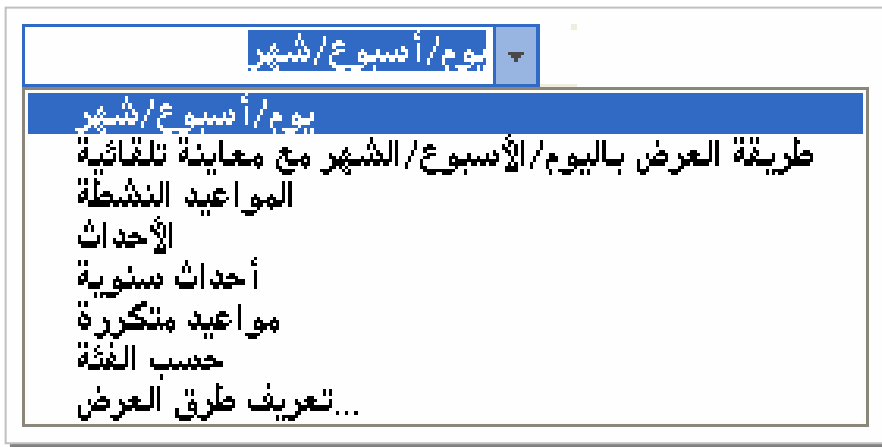 يوم/أسبوع/شهر
يوم/أسبوع/شهر
طريقة العرض باليوم/الأسبوع/الشهر مع معاينة تلقائية
المواعيد النشطة
الأحداث
أحداث سنوية
مواعيد متكررة
حسب الفئة
تعريف طرق العرض...